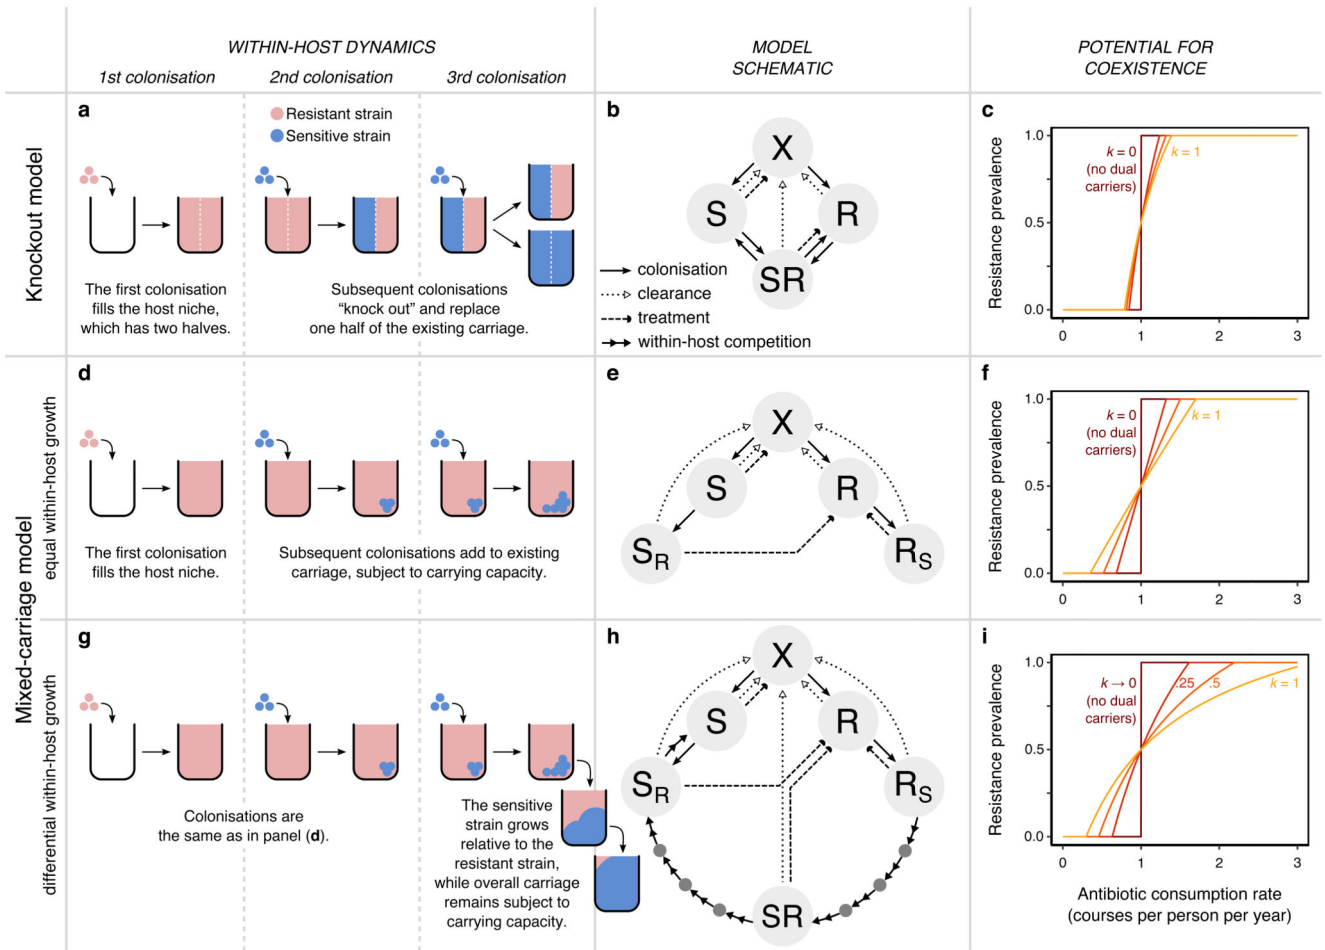 WITHIN-HOST DYNAMICS
1st colonisation
2nd colonisation
3rd colonisation
MODEL
SCHEMATIC
POTENTIAL FOR
COEXISTENCE
Knockout model
a
Resistant strain
Sensitive strain
The first colonisation
fills the host niche,
which has two halves.
Subsequent colonisations
“knock out” and replace
one half of the existing carriage.
b
X
S
R
SR
colonisation
clearance
treatment
within-host competition
c
Resistance prevalence
1.0
0.5
0.0
k = 0
(no dual
carriers)
k = 1
0
1
2
3
Mixed-carriage model
equal within-host growth
d
The first colonisation
fills the host niche.
Subsequent colonisations add to existing
carriage, subject to carrying capacity.
e
X
S
R
SR
RS
f
Resistance prevalence
1.0
0.5
0.0
k = 0
(no dual
carriers)
k = 1
0
1
2
3
differential within-host growth
g
Colonisations are
the same as in panel (d).
The sensitive
strain grows
relative to the
resistant strain,
while overall carriage
remains subject to
carrying capacity.
h
X
S
R
SR
RS
SR
i
Resistance prevalence
1.0
0.5
0.0
k → 0
(no dual
carriers)
.25
.5
k = 1
0
1
2
3
Antibiotic consumption rate
(courses per person per year)